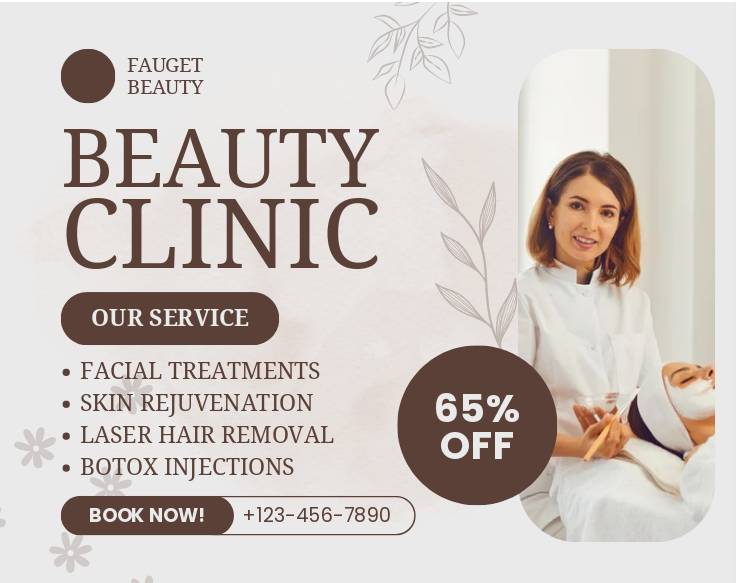 FAUGET
BEAUTY
BEAUTY
CLINIC
OUR SERVICE
• FACIAL TREATMENTS
• SKIN REJUVENATION
• LASER HAIR REMOVAL
• BOTOX INJECTIONS
65%
OFF
BOOK NOW! +123-456-7890